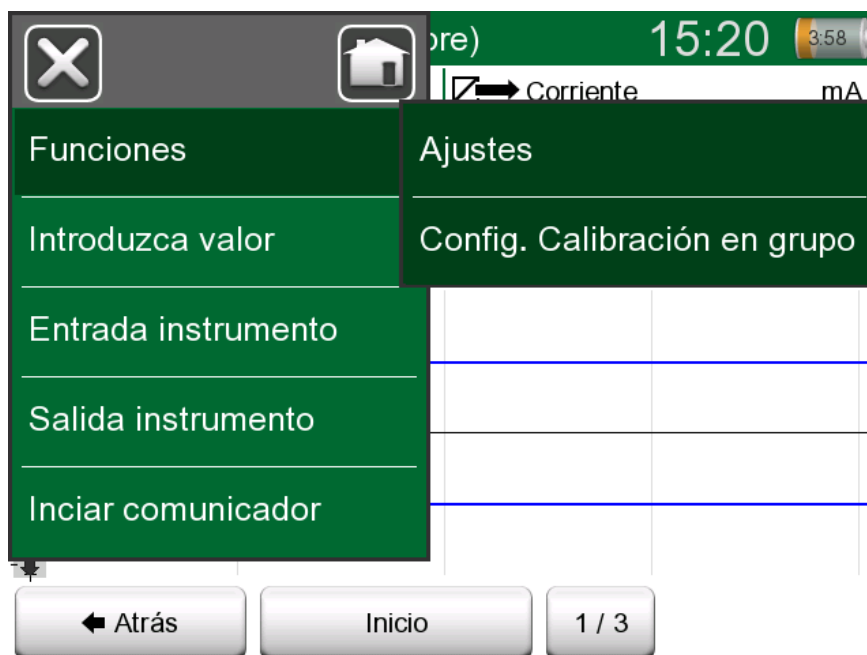 bre) 15:20 3:58
Corriente mA
Funciones
Ajustes
Introduzca valor
Config. Calibración en grupo
Entrada instrumento
Salida instrumento
Inciar comunicador
Atrás Inicio 1 / 3